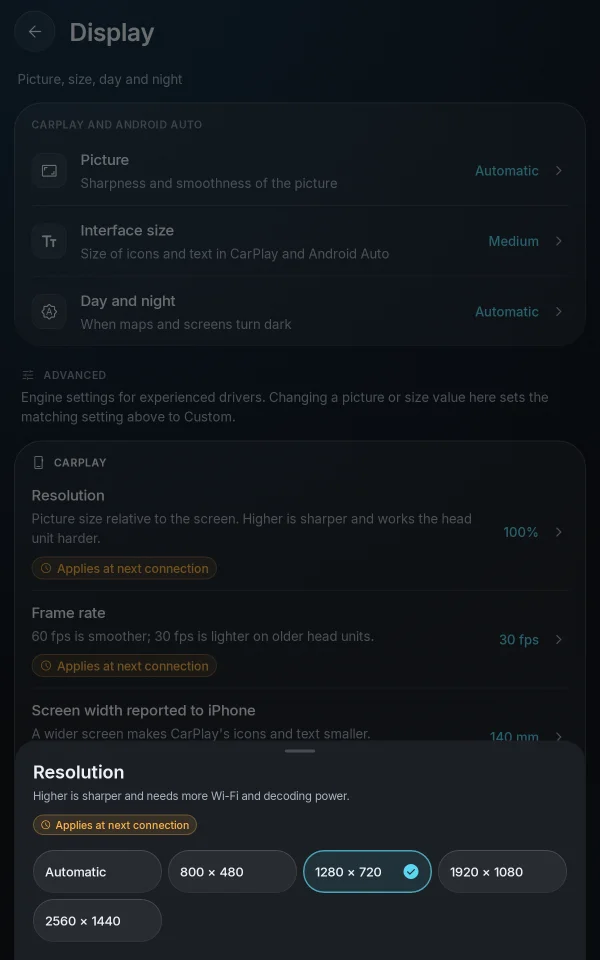 Display
Picture, size, day and night
CARPLAY AND ANDROID AUTO
Picture
Sharpness and smoothness of the picture
Automatic
Interface size
Size of icons and text in CarPlay and Android Auto
Medium
Day and night
When maps and screens turn dark
Automatic
ADVANCED
Engine settings for experienced drivers. Changing a picture or size value here sets the
matching setting above to Custom.
CARPLAY
Resolution
Picture size relative to the screen. Higher is sharper and works the head
unit harder.
100%
Applies at next connection
Frame rate
60 fps is smoother; 30 fps is lighter on older head units.
30 fps
Applies at next connection
Screen width reported to iPhone
A wider screen makes CarPlay's icons and text smaller.
140 mm
Resolution
Higher is sharper and needs more Wi-Fi and decoding power.
Applies at next connection
Automatic
800 × 480
1280 × 720
1920 × 1080
2560 × 1440